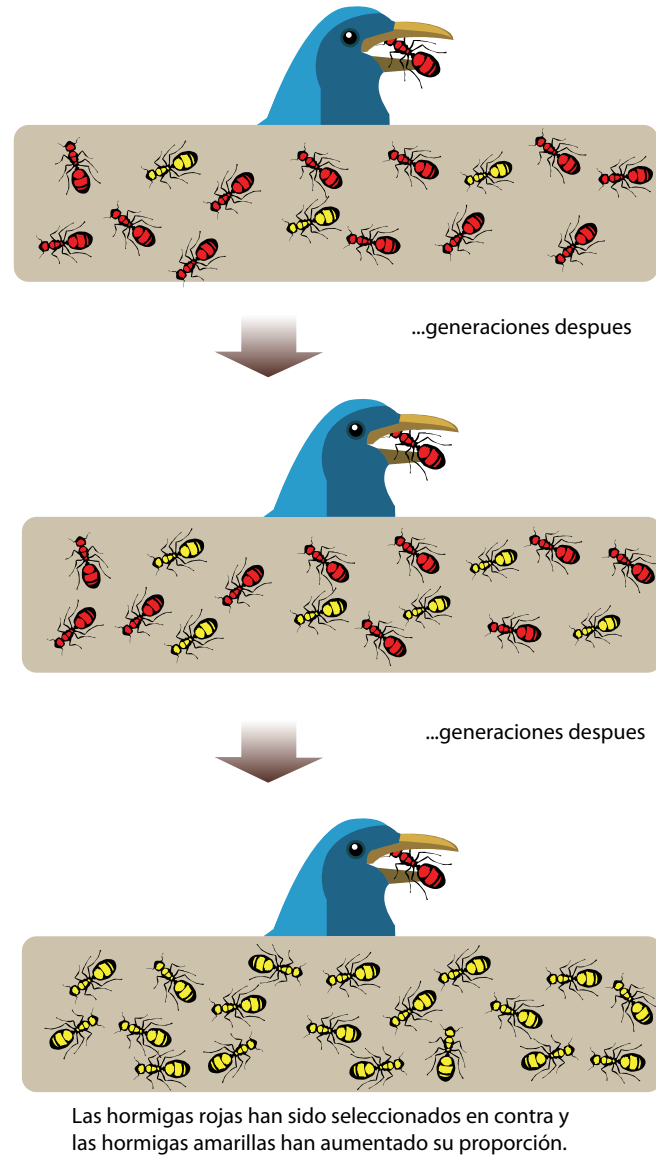 ...generaciones despues
...generaciones despues
Las hormigas rojas han sido seleccionados en contra y
las hormigas amarillas han aumentado su proporción.